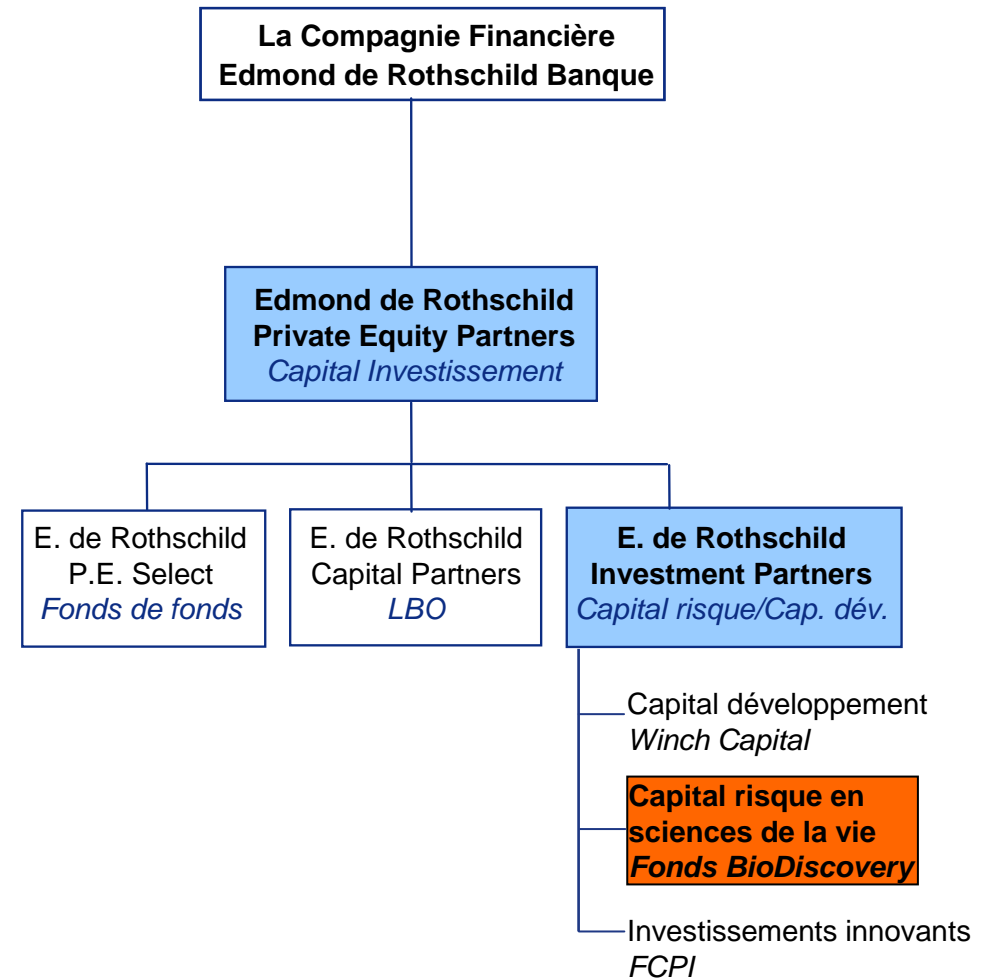 La Compagnie Financière
Edmond de Rothschild Banque
Edmond de Rothschild
Private Equity Partners
Capital Investissement
E. de Rothschild
P.E. Select
Fonds de fonds
E. de Rothschild
Capital Partners
LBO
E. de Rothschild
Investment Partners
Capital risque/Cap. dév.
Capital développement
Winch Capital
Capital risque en
sciences de la vie
Fonds BioDiscovery
Investissements innovants
FCPI